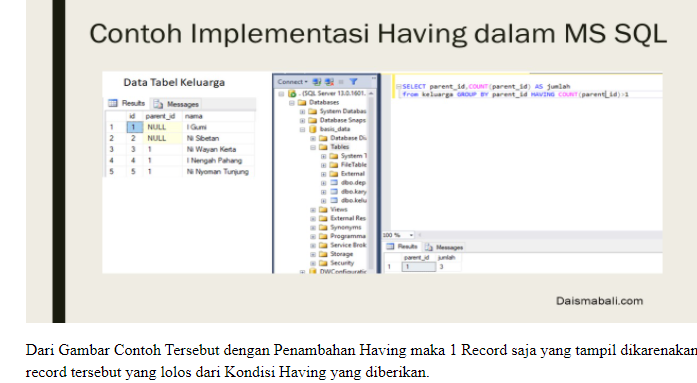 Contoh Implementasi Having dalam MS SQL
Data Tabel Keluarga
Results Messages
id parent_id nama
1 1 NULL I Gumi
2 2 NULL Ni Sibetan
3 3 1 Ni Wayan Kerta
4 4 1 I Nengah Pahang
5 5 1 Ni Nyoman Tunjung
Connect
(SQL Server 13.0.1601.
Databases
System Databas
Database Snaps
basis_data
Database Di
Tables
System T
FileTable
External
dbo.dep
dbo.kary
dbo.kelu
Views
External Res
Synonyms
Programma
Service Brok
Storage
Security
DWConfiguratio
SELECT parent_id,COUNT(parent_id) AS jumlah
from keluarga GROUP BY parent_id HAVING COUNT(parent_id)>1
100 %
Results Messages
parent_id jumlah
1 1 3
Daismabali.com
Dari Gambar Contoh Tersebut dengan Penambahan Having maka 1 Record saja yang tampil dikarenakan
record tersebut yang lolos dari Kondisi Having yang diberikan.